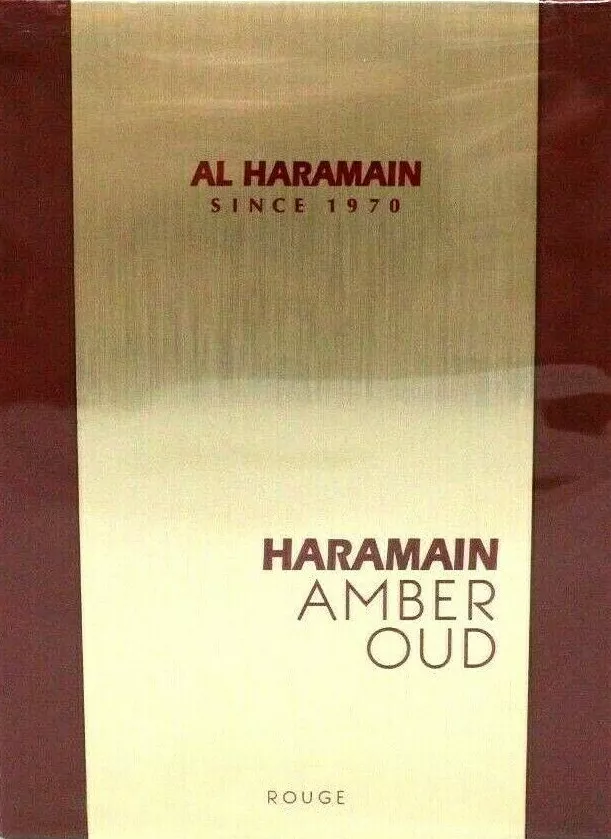 AL HARAMAIN
SINCE 1970
HARAMAIN
AMBER
OUD
ROUGE